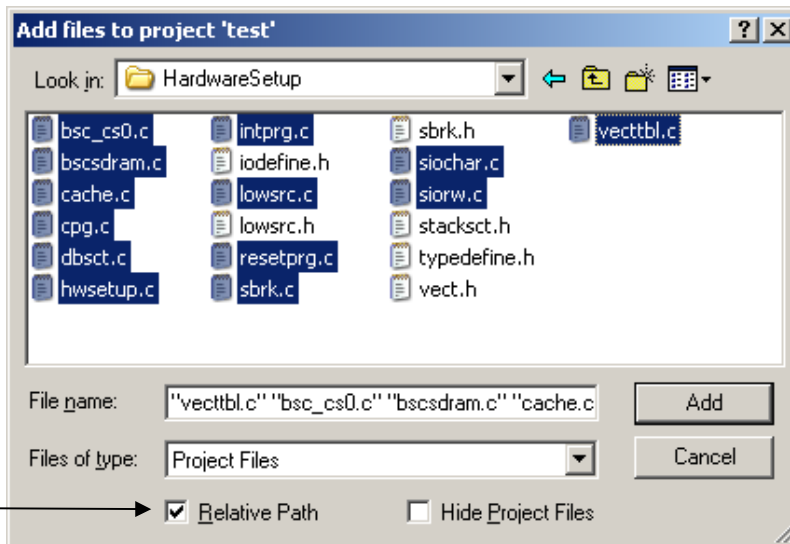 Add files to project 'test'
Look in: HardwareSetup
bsc_cs0.c intprg.c sbrk.h vecttbl.c
bscsdram.c iodefine.h siochar.c
cache.c lowsrc.c siorw.c
cpg.c lowsrc.h stacksct.h
dbsct.c resetprg.c typedefine.h
hwsetup.c sbrk.c vect.h
File name: "vecttbl.c" "bsc_cs0.c" "bscsdram.c" "cache.c Add
Files of type: Project Files Cancel
Relative Path Hide Project Files